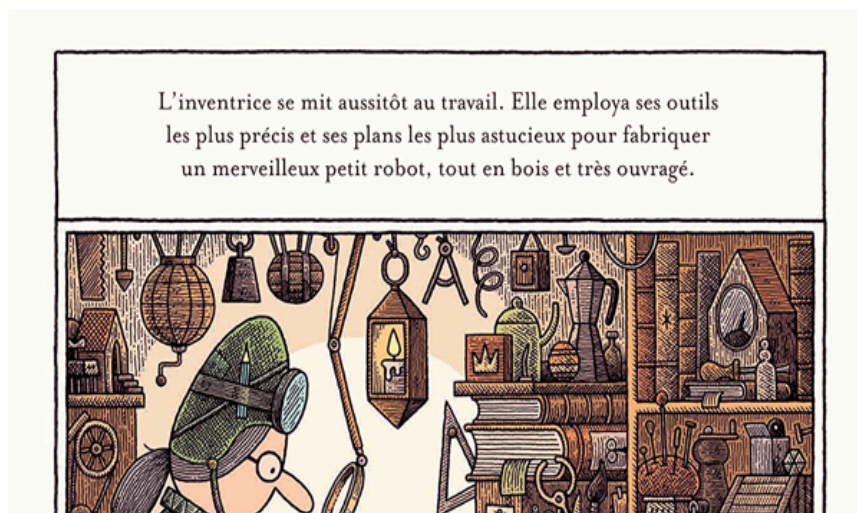 L’inventrice se mit aussitôt au travail. Elle employa ses outils
les plus précis et ses plans les plus astucieux pour fabriquer
un merveilleux petit robot, tout en bois et très ouvragé.